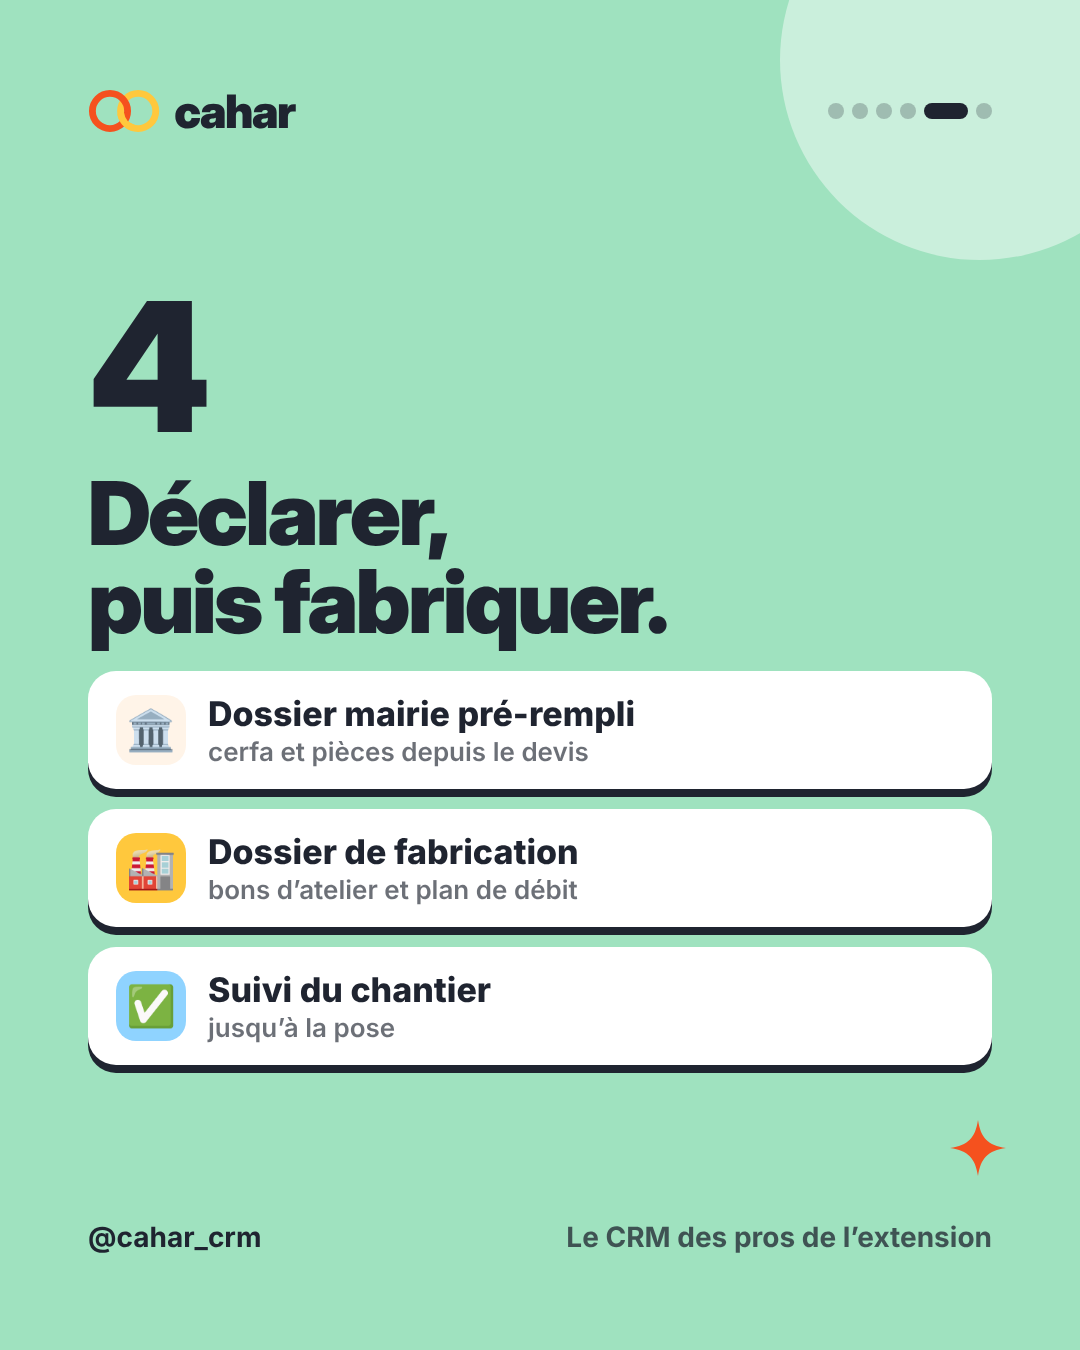 cahar
4
Déclarer,
puis fabriquer.
Dossier mairie pré-rempli
cerfa et pièces depuis le devis
Dossier de fabrication
bons d’atelier et plan de débit
Suivi du chantier
jusqu’à la pose
@cahar_crm
Le CRM des pros de l’extension